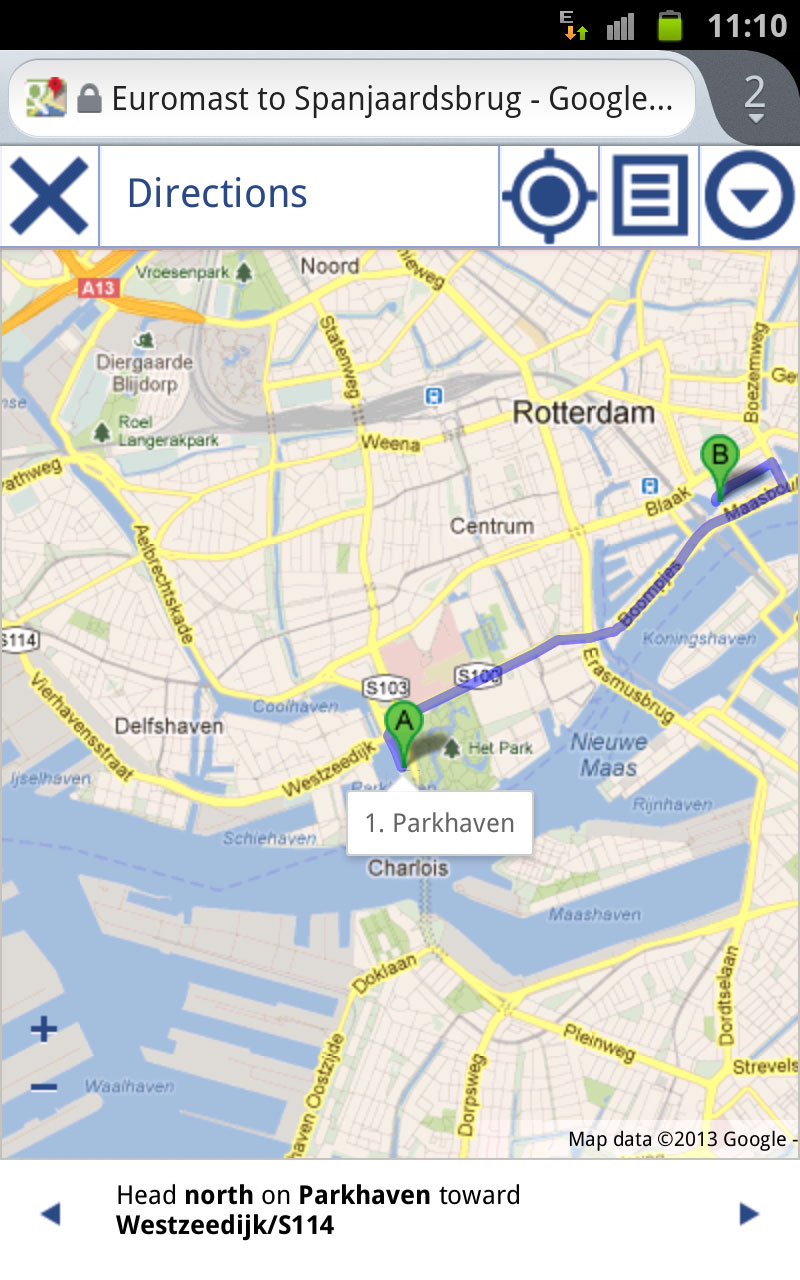 E
11:10
Euromast to Spanjaardsbrug - Google...
2
Directions
Vroesenpark
Noord
A13
Statenweg
Diergaarde
Blijdorp
Boezemweg
Rotterdam
Roel
Langerakpark
Weena
B
Blaak
Centrum
Aelbrechtskade
Boompjes
S114
Koningshaven
S103
S100
Erasmusbrug
Vierhavensstraat
Coolhaven
A
Delfshaven
Het Park
Nieuwe
Maas
Westzeedijk
Ijselhaven
Rijnhaven
1. Parkhaven
Schiehaven
Charlois
Maashaven
Doklaan
Dordtselaan
+
Pleinweg
Strevels
−
Waalhaven
Dorpsweg
haven Oostzijde
Map data ©2013 Google -
Head north on Parkhaven toward
Westzeedijk/S114